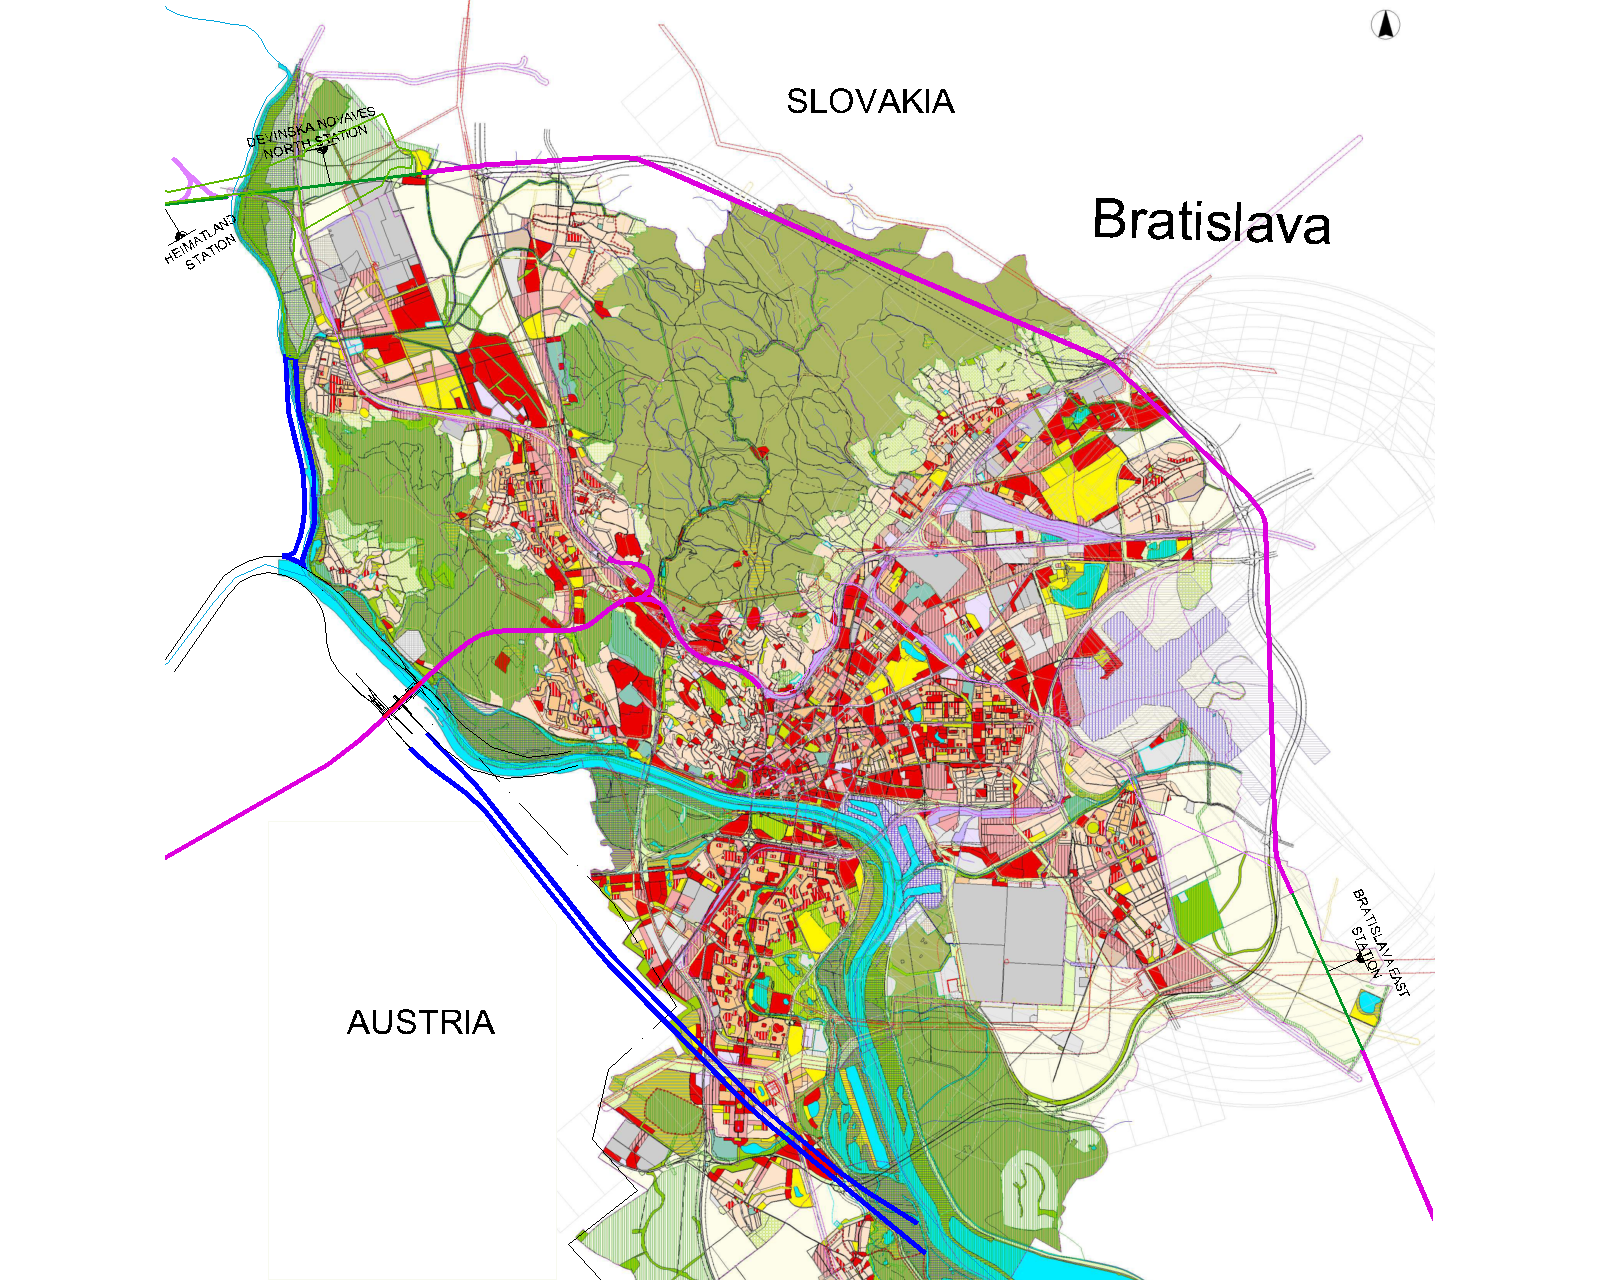 SLOVAKIA
DEVINSKA NOVAVES
NORTH STATION
Bratislava
HEIMATLAND
STATION
BRATISLAVA EAST
STATION
AUSTRIA